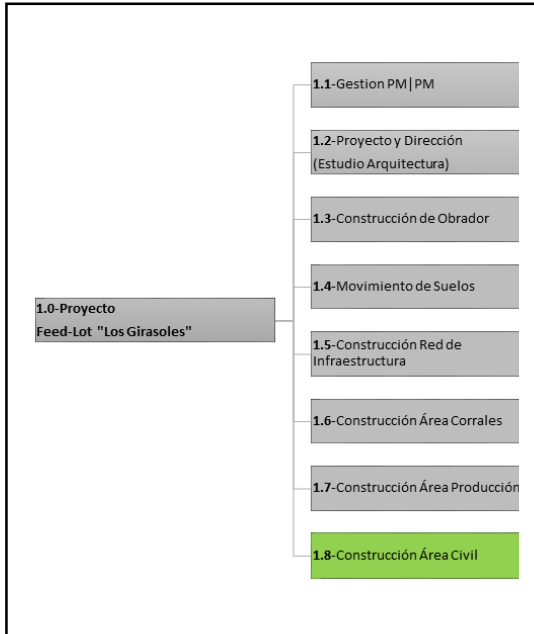 1.1-Gestion PM|PM
1.2-Proyecto y Dirección
(Estudio Arquitectura)
1.3-Construcción de Obrador
1.4-Movimiento de Suelos
1.0-Proyecto
Feed-Lot "Los Girasoles"
1.5-Construcción Red de
Infraestructura
1.6-Construcción Área Corrales
1.7-Construcción Área Producción
1.8-Construcción Área Civil